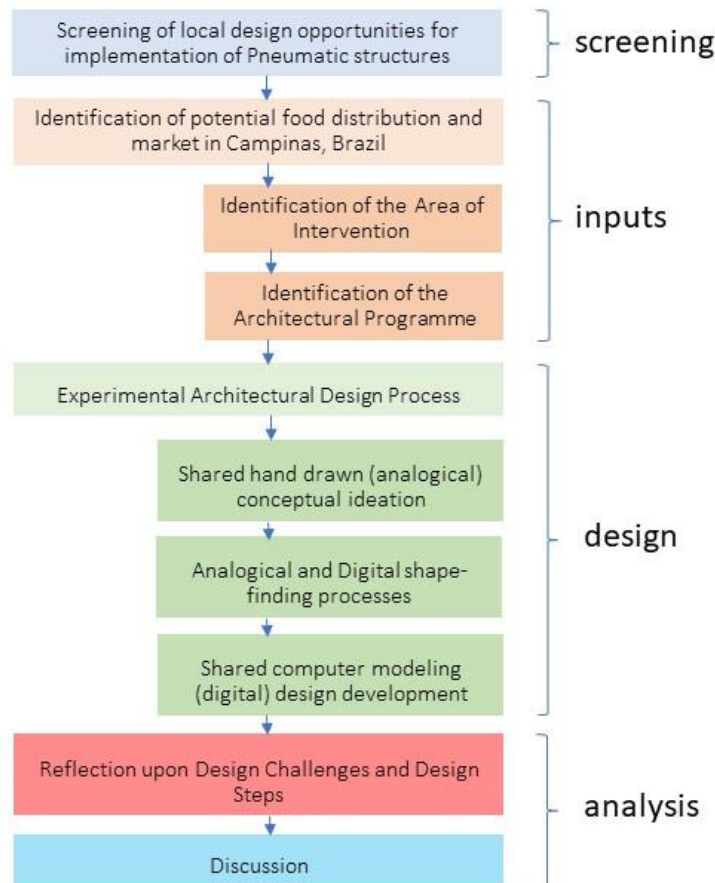 Screening of local design opportunities for
implementation of Pneumatic structures
screening
Identification of potential food distribution and
market in Campinas, Brazil
Identification of the Area of
Intervention
inputs
Identification of the
Architectural Programme
Experimental Architectural Design Process
Shared hand drawn (analogical)
conceptual ideation
design
Analogical and Digital shape-
finding processes
Shared computer modeling
(digital) design development
Reflection upon Design Challenges and Design
Steps
analysis
Discussion